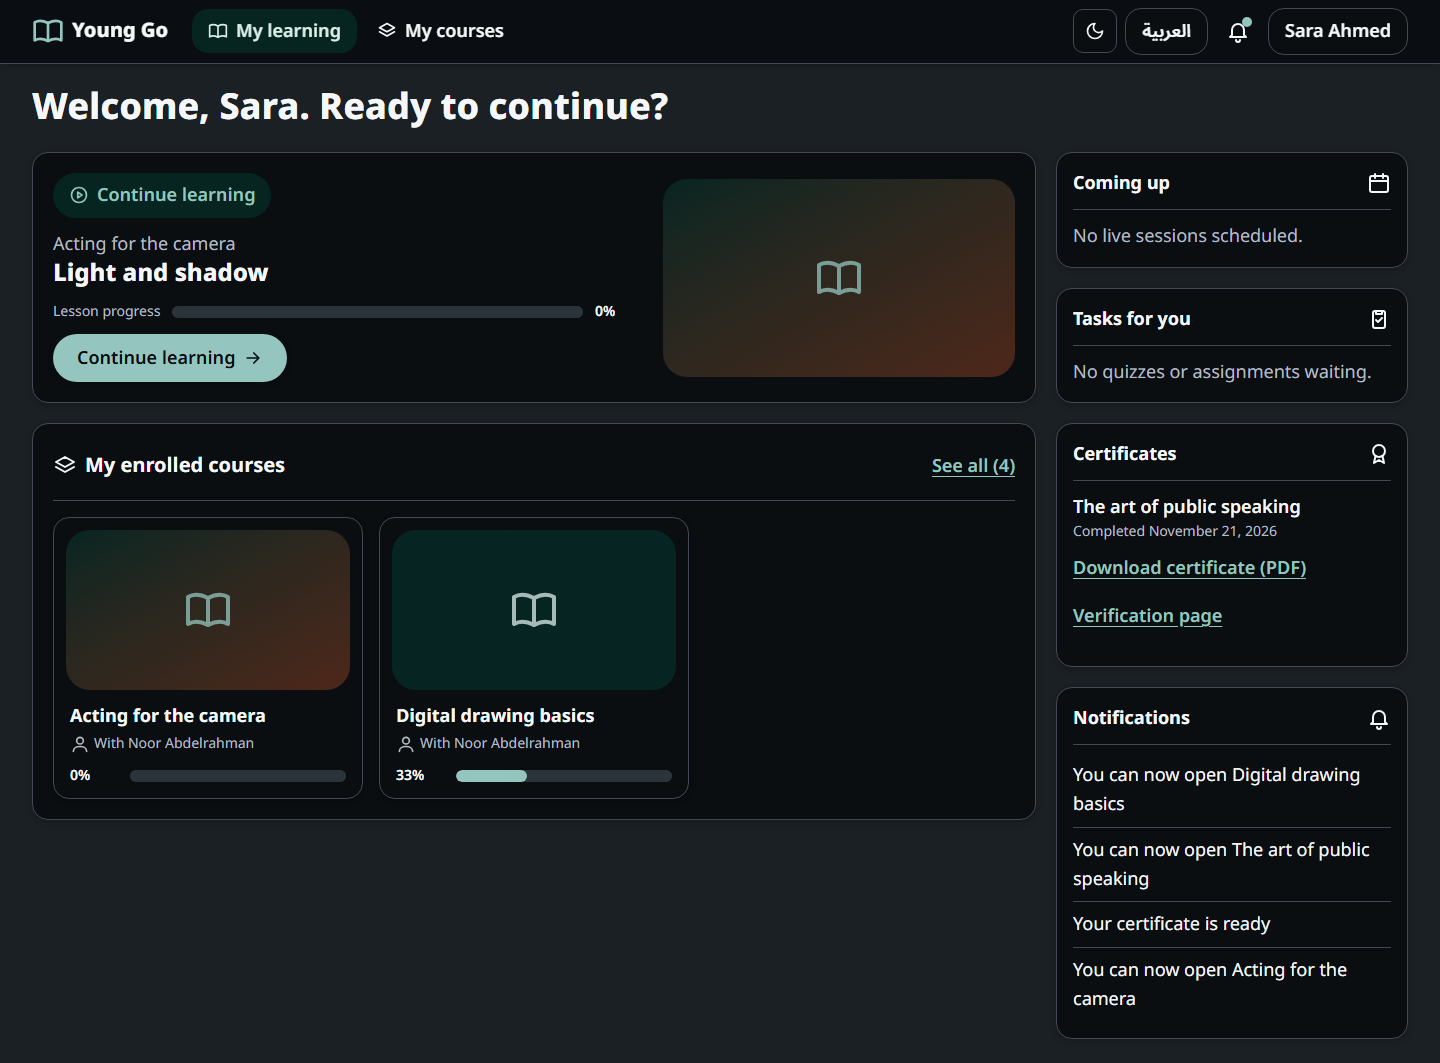 Young Go
My learning
My courses
العربية
Sara Ahmed
Welcome, Sara. Ready to continue?
Continue learning
Acting for the camera
Light and shadow
Lesson progress
0%
Continue learning
My enrolled courses
See all (4)
Acting for the camera
With Noor Abdelrahman
0%
Digital drawing basics
With Noor Abdelrahman
33%
Coming up
No live sessions scheduled.
Tasks for you
No quizzes or assignments waiting.
Certificates
The art of public speaking
Completed November 21, 2026
Download certificate (PDF)
Verification page
Notifications
You can now open Digital drawing
basics
You can now open The art of public
speaking
Your certificate is ready
You can now open Acting for the
camera